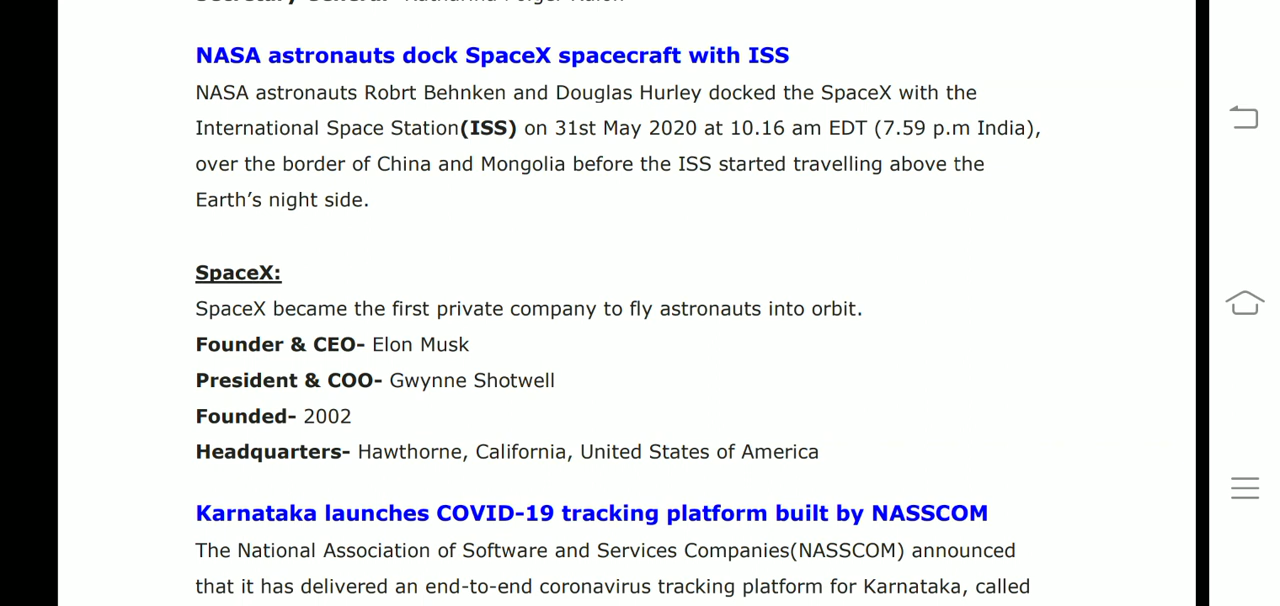 NASA astronauts dock SpaceX spacecraft with ISS
NASA astronauts Robrt Behnken and Douglas Hurley docked the SpaceX with the
International Space Station(ISS) on 31st May 2020 at 10.16 am EDT (7.59 p.m India),
over the border of China and Mongolia before the ISS started travelling above the
Earth’s night side.
SpaceX:
SpaceX became the first private company to fly astronauts into orbit.
Founder & CEO- Elon Musk
President & COO- Gwynne Shotwell
Founded- 2002
Headquarters- Hawthorne, California, United States of America
Karnataka launches COVID-19 tracking platform built by NASSCOM
The National Association of Software and Services Companies(NASSCOM) announced
that it has delivered an end-to-end coronavirus tracking platform for Karnataka, called